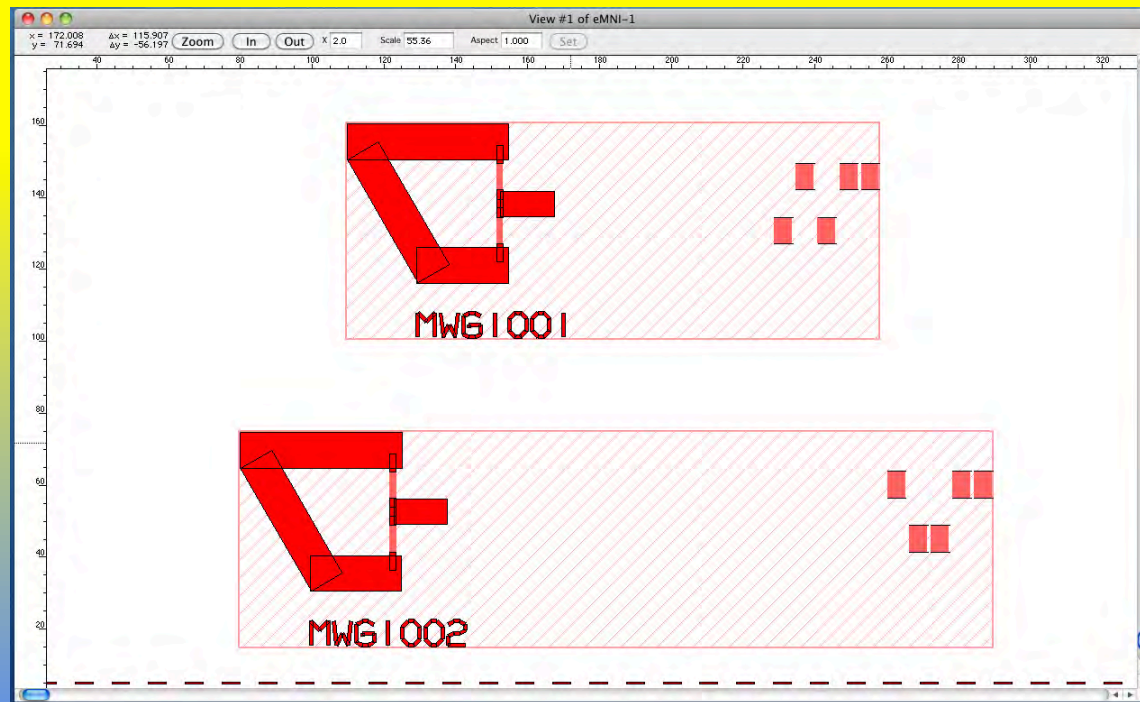 View #1 of eMNI-1
x = 172.008 Δx = 115.907 Zoom In Out X 2.0 Scale 55.36 Aspect 1.000 Set
y = 71.694 Δy = -56.197
40 60 80 100 120 140 160 180 200 220 240 260 280 300 320
160
140
120
100
MWG1001
80
60
40
20
MWG1002